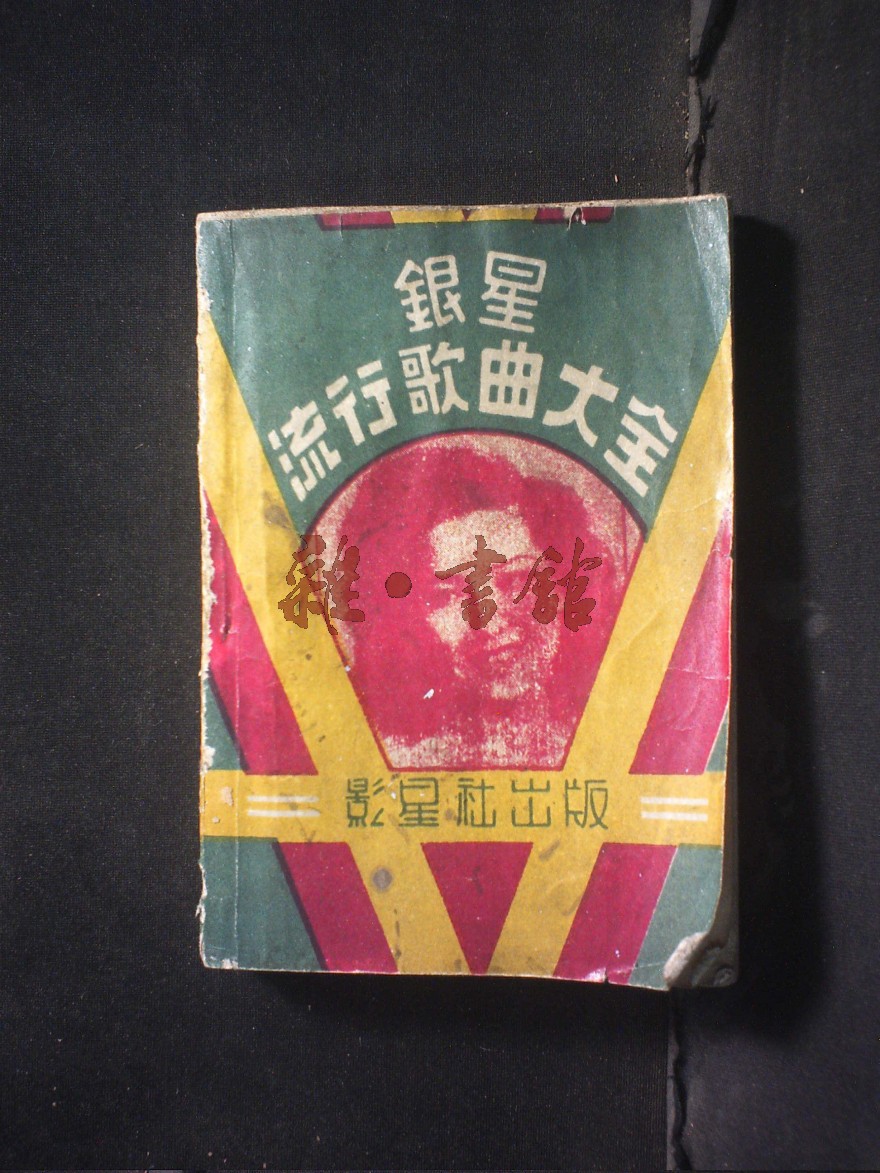 銀星
流行歌曲大全
雜·書館
影星社出版